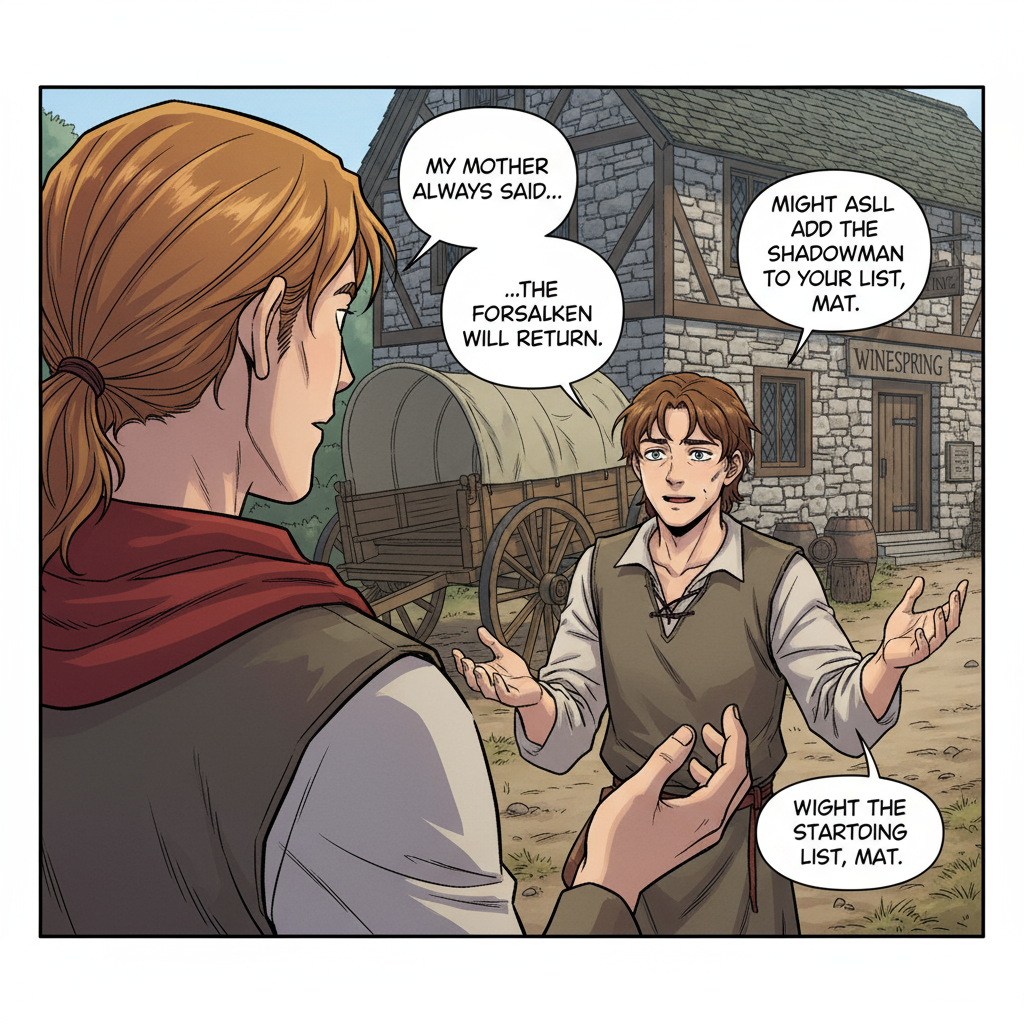 MY MOTHER
ALWAYS SAID...
...THE
FORSALKEN
WILL RETURN.
MIGHT ASLL
ADD THE
SHADOWMAN
TO YOUR LIST,
MAT.
WINESPRING
WIGHT THE
STARTDING
LIST, MAT.